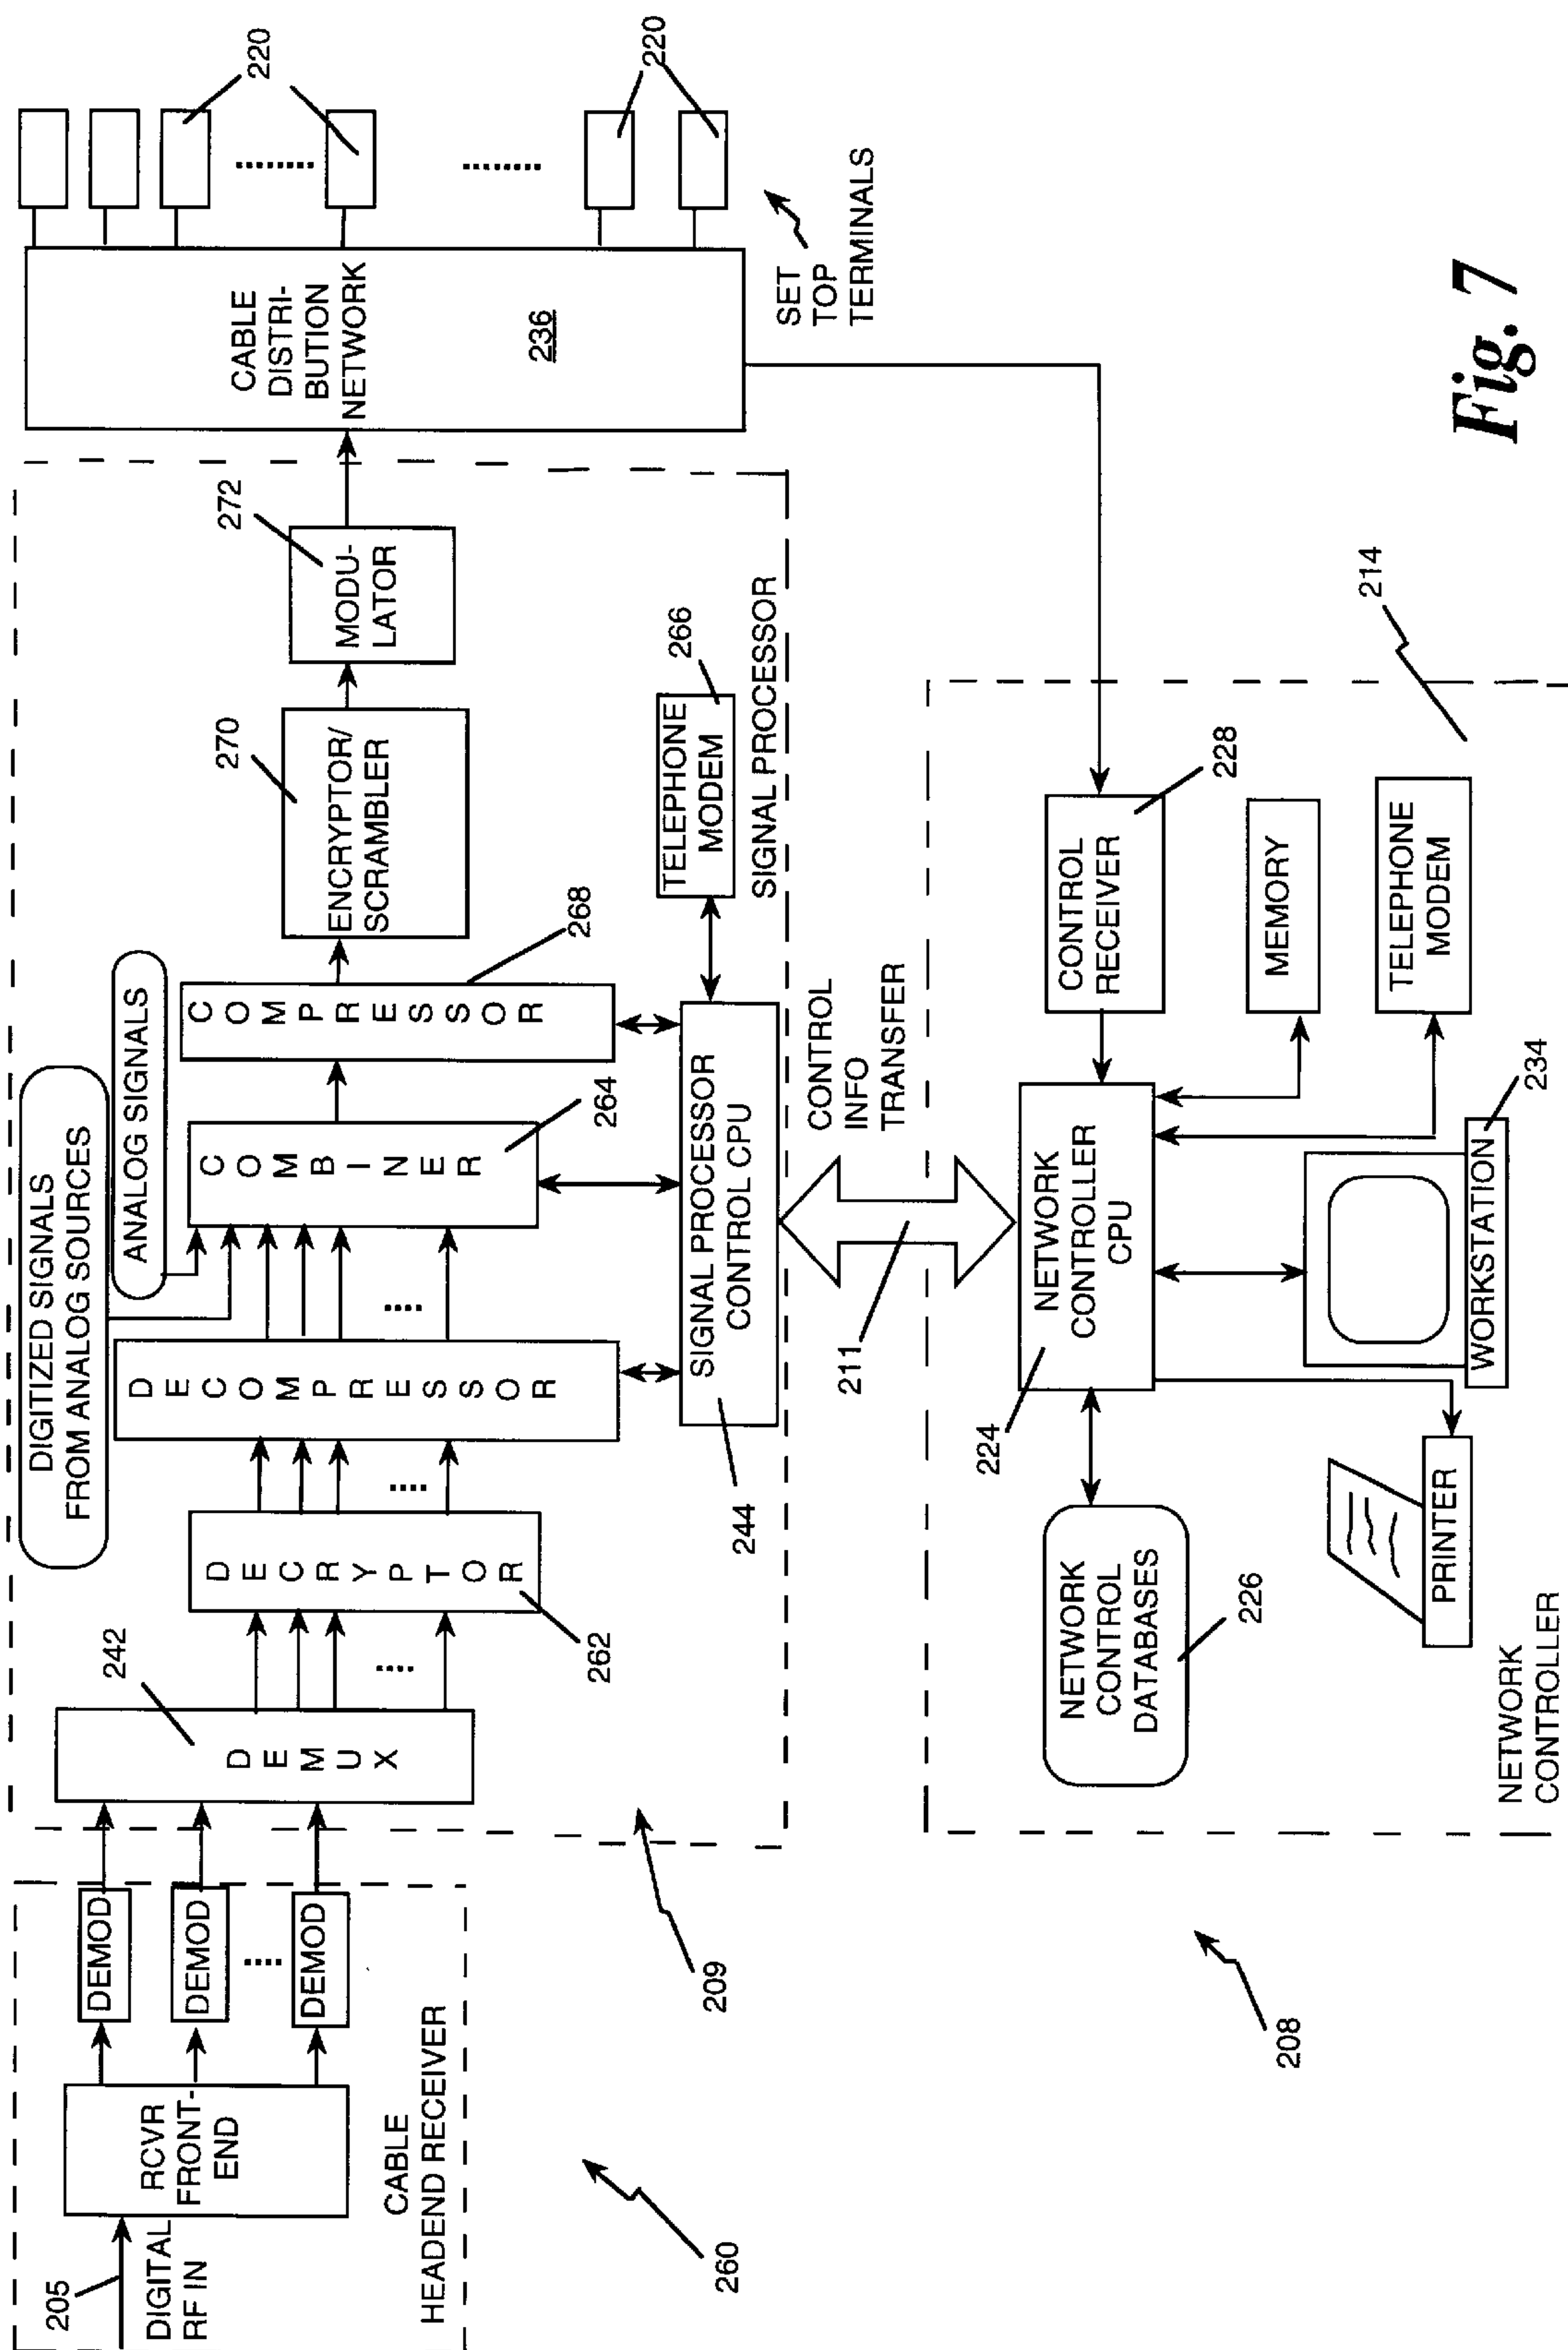 205
DIGITAL
RF IN
RCVR
FRONT-
END
DEMOD
DEMOD
....
DEMOD
CABLE
HEADEND RECEIVER
260
242
DEMUX
....
DECRYPTOR
262
....
DECOMPRESSOR
....
DIGITIZED SIGNALS
FROM ANALOG SOURCES
ANALOG SIGNALS
COMBINER
264
COMPRESSOR
268
270
ENCRYPTOR/
SCRAMBLER
272
MODU-
LATOR
TELEPHONE
MODEM
266
SIGNAL PROCESSOR
SIGNAL PROCESSOR
CONTROL CPU
244
209
CABLE
DISTRI-
BUTION
NETWORK
236
220
........
........
220
SET
TOP
TERMINALS
211
CONTROL
INFO
TRANSFER
208
NETWORK
CONTROL
DATABASES
226
224
NETWORK
CONTROLLER
CPU
CONTROL
RECEIVER
228
MEMORY
TELEPHONE
MODEM
214
PRINTER
WORKSTATION
234
NETWORK
CONTROLLER
Fig. 7